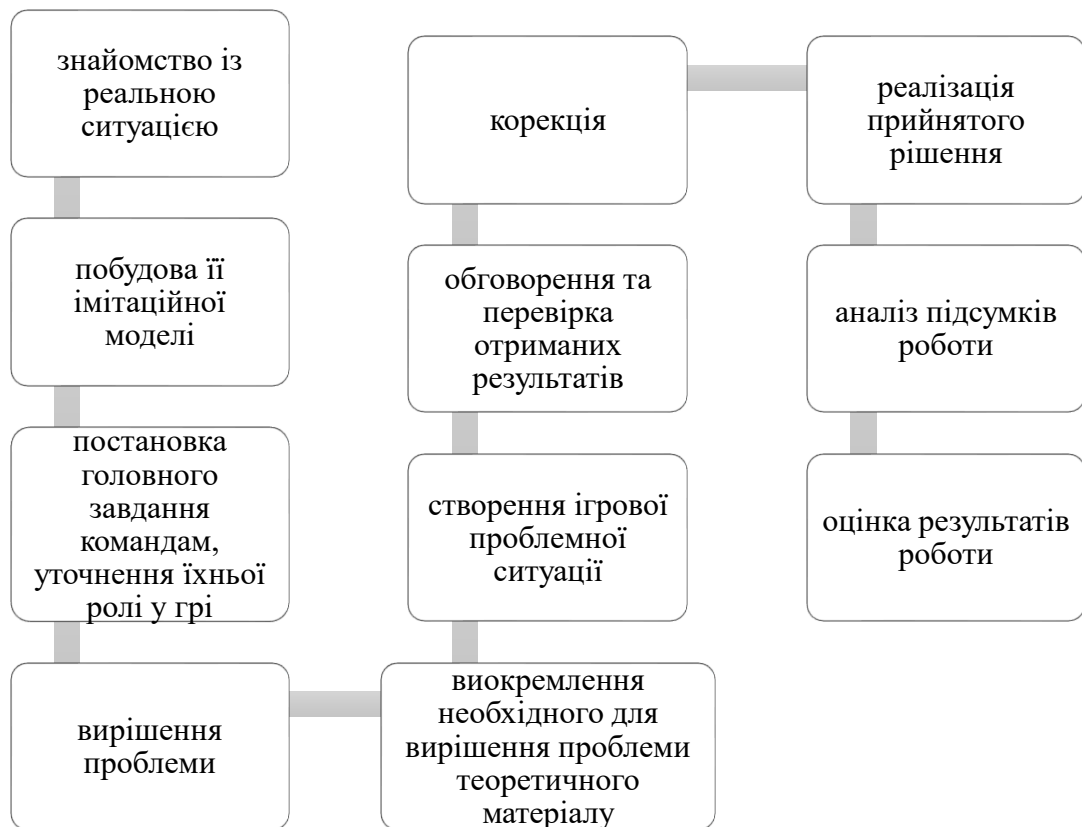 знайомство із
реальною
ситуацією
побудова її
імітаційної
моделі
постановка
головного
завдання
командам,
уточнення їхньої
ролі у грі
вирішення
проблеми
виокремлення
необхідного для
вирішення проблеми
теоретичного
матеріалу
створення ігрової
проблемної
ситуації
обговорення та
перевірка
отриманих
результатів
корекція
реалізація
прийнятого
рішення
аналіз підсумків
роботи
оцінка результатів
роботи